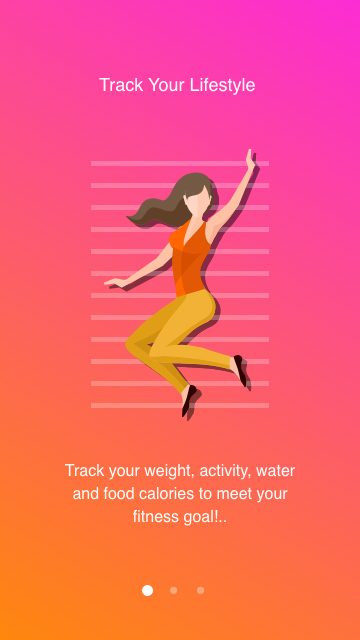 Track Your Lifestyle
Track your weight, activity, water
and food calories to meet your
fitness goal!..